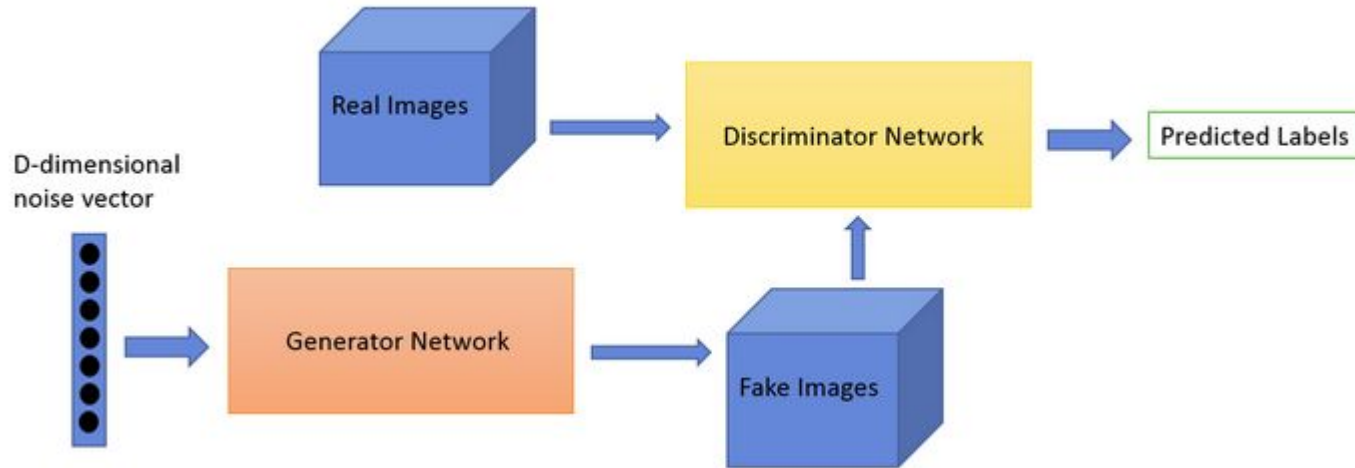 Real Images
Discriminator Network
Predicted Labels
D-dimensional
noise vector
Generator Network
Fake Images